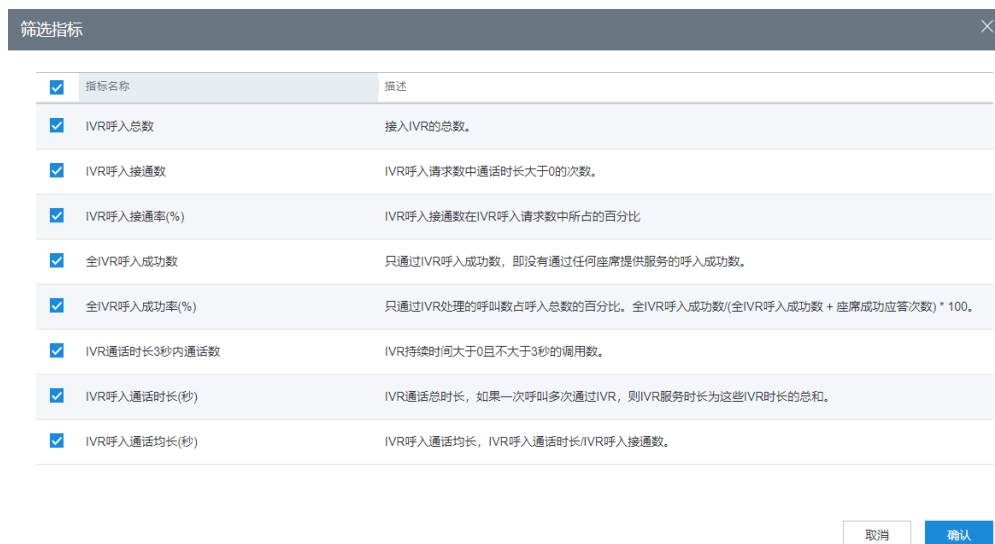 筛选指标
指标名称 描述
IVR呼入总数 接入IVR的总数。
IVR呼入接通数 IVR呼入请求数中通话时长大于0的次数。
IVR呼入接通率(%) IVR呼入接通数在IVR呼入请求数中所占的百分比
全IVR呼入成功数 只通过IVR呼入成功数，即没有通过任何座席提供服务的呼入成功数。
全IVR呼入成功率(%) 只通过IVR处理的呼叫数占呼入总数的百分比。全IVR呼入成功数/(全IVR呼入成功数 + 座席成功应答次数) * 100。
IVR通话时长3秒内通话数 IVR持续时间大于0且不大于3秒的调用数。
IVR呼入通话时长(秒) IVR通话总时长，如果一次呼叫多次通过IVR，则IVR服务时长为这些IVR时长的总和。
IVR呼入通话均长(秒) IVR呼入通话均长，IVR呼入通话时长/IVR呼入接通数。
取消 确认